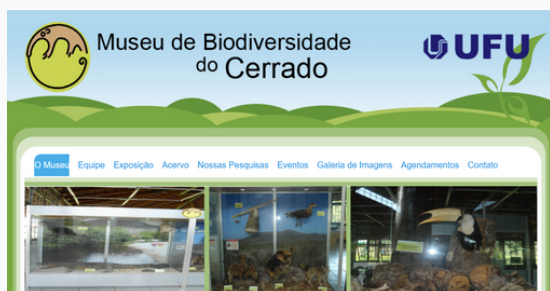 Museu de Biodiversidade
do Cerrado
UFU
O Museu Equipe Exposição Acervo Nossas Pesquisas Eventos Galeria de Imagens Agendamentos Contato